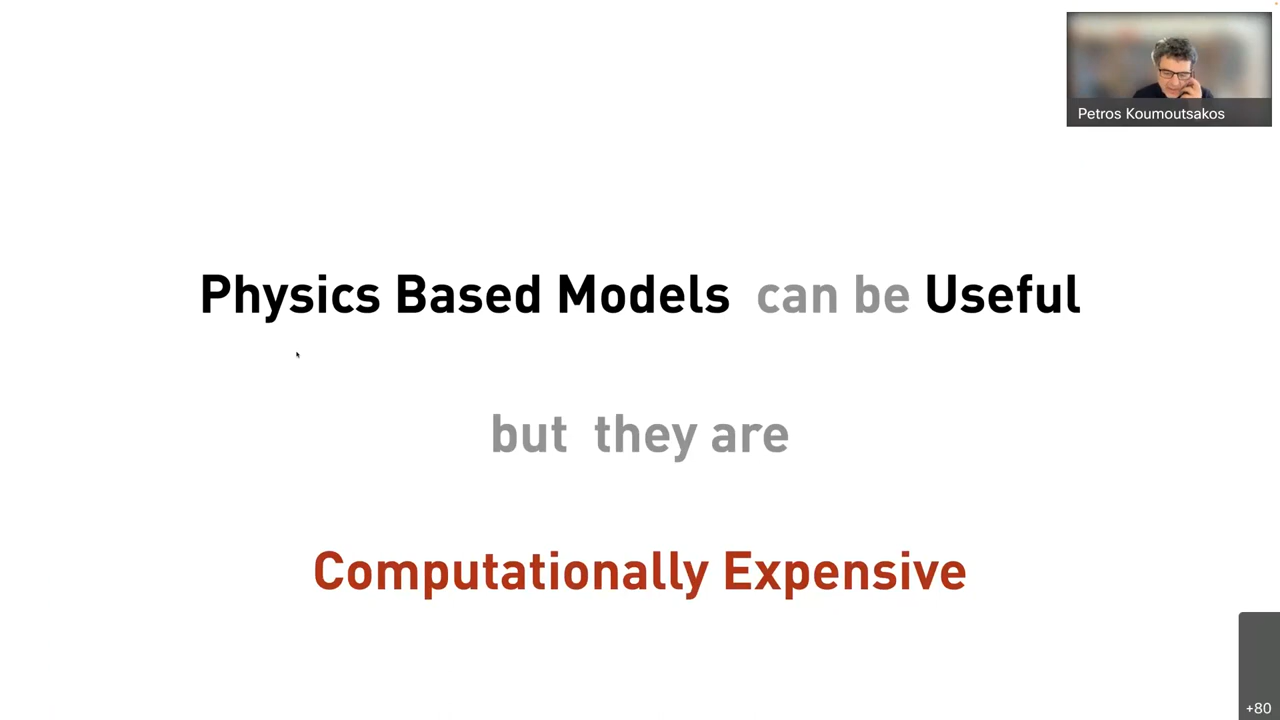 Petros Koumoutsakos
Physics Based Models can be Useful
but they are
Computationally Expensive
+80